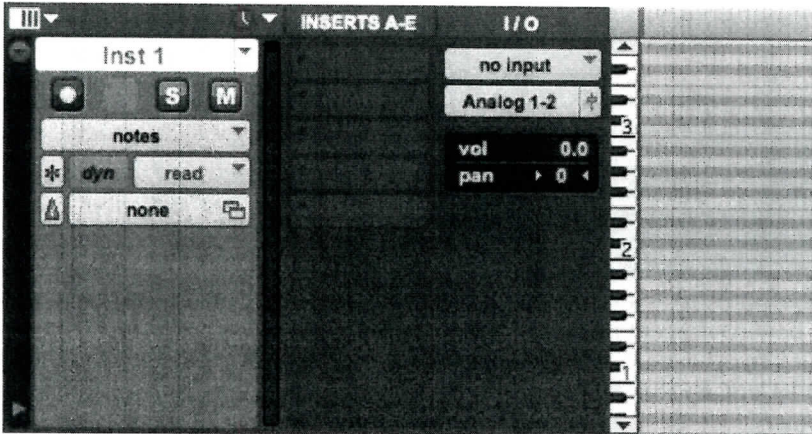 INSERTS A-E I/O
Inst 1
no input
S M
Analog 1-2
notes
3
vol 0.0
dyn read
pan 0
none
2
1